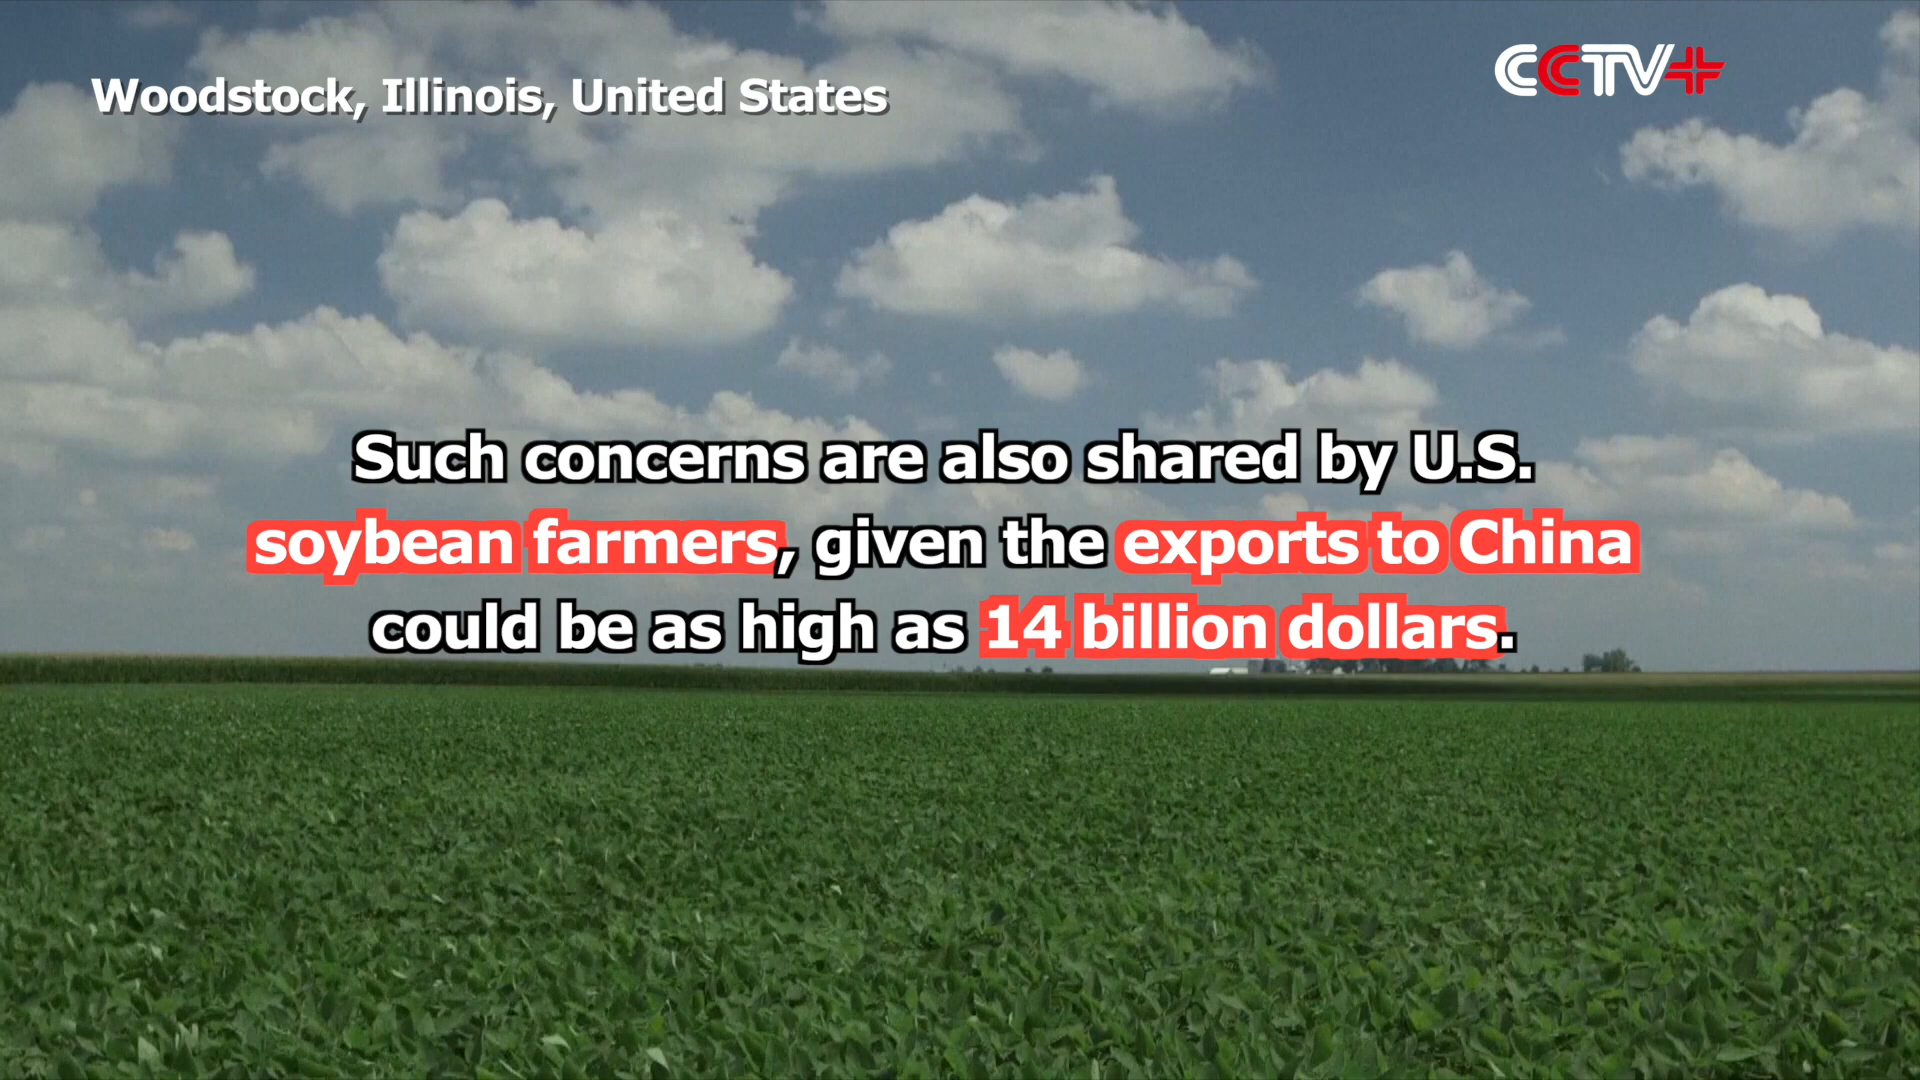 Woodstock, Illinois, United States
CCTV+
Such concerns are also shared by U.S.
soybean farmers, given the exports to China
could be as high as 14 billion dollars.